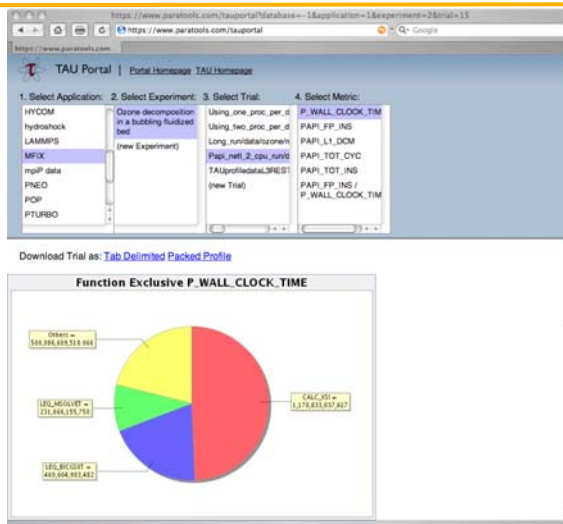 https://www.paratools.com/tauportal?database=-1&application=1&experiment=2&trial=15
https://www.paratools.com/tauportal
Google
https://www.paratools.com...
TAU Portal | Portal Homepage TAU Homepage
1. Select Application: 2. Select Experiment: 3. Select Trial: 4. Select Metric:
HYCOM
hydroshock
LAMMPS
MFIX
mpiP data
PNEO
POP
PTURBO
Ozone decomposition
in a bubbling fluidized
bed
(new Experiment)
Using_one_proc_per_d
Using_two_proc_per_d
Long_run/data/ozone/n
Papi_netl_2_cpu_run/d
TAUprofiledataL3REST
(new Trial)
P_WALL_CLOCK_TIM
PAPI_FP_INS
PAPI_L1_DCM
PAPI_TOT_CYC
PAPI_TOT_INS
PAPI_FP_INS /
P_WALL_CLOCK_TIM
Download Trial as: Tab Delimited Packed Profile
Function Exclusive P_WALL_CLOCK_TIME
Others =
LEQ_MSOLVET =
CALC_XSI =
LEQ_BICGS0T =